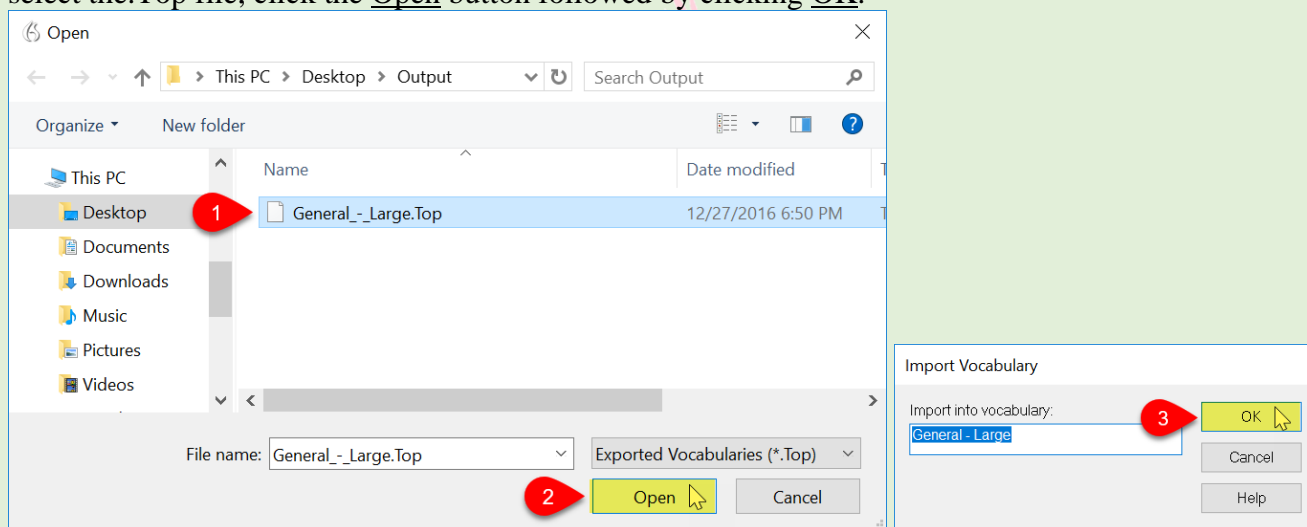 select the.Top file, click the Open button followed by clicking OK.
Open
This PC > Desktop > Output
Search Output
Organize
New folder
Name
Date modified
This PC
Desktop
1
General_-_Large.Top
12/27/2016 6:50 PM
Documents
Downloads
Music
Pictures
Videos
File name:
General_-_Large.Top
Exported Vocabularies (*.Top)
2
Open
Cancel
Import Vocabulary
Import into vocabulary:
General - Large
3
OK
Cancel
Help